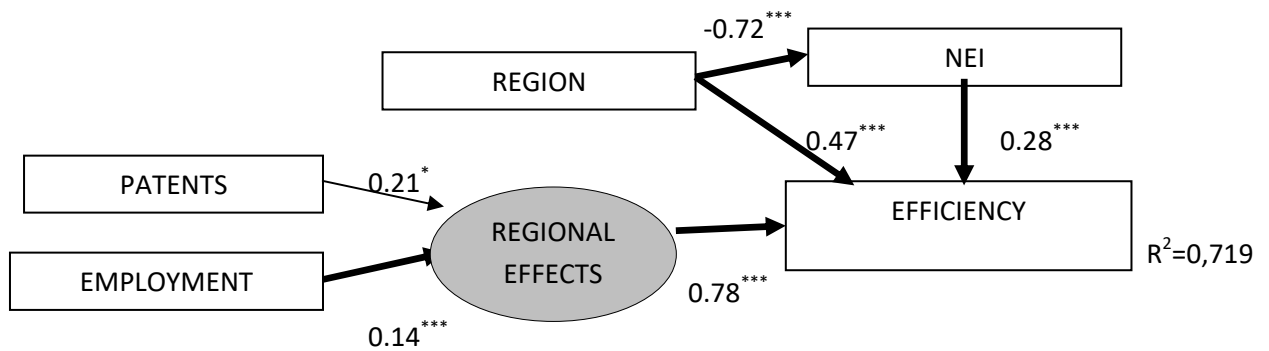 -0.72***
NEI
REGION
0.47***
0.28***
PATENTS
0.21*
EFFICIENCY
REGIONAL
EFFECTS
R²=0,719
EMPLOYMENT
0.78***
0.14***